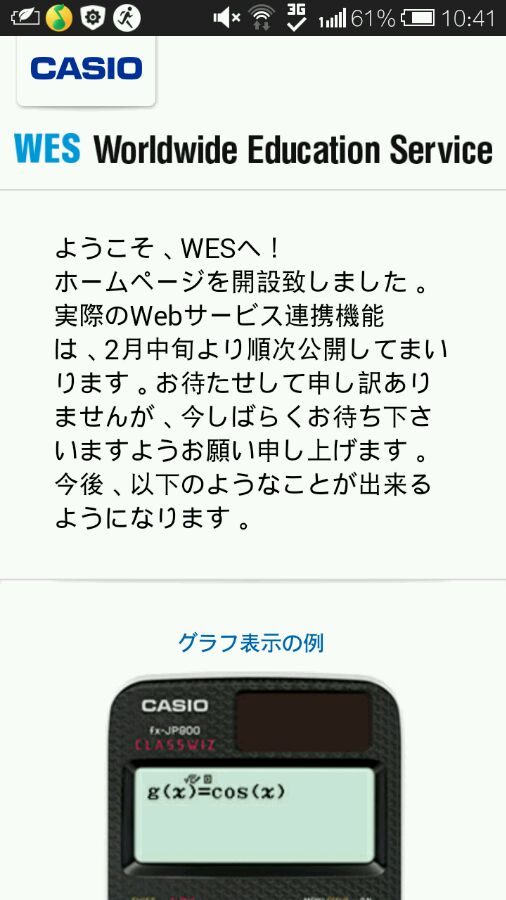 3G
61% 10:41
CASIO
WES Worldwide Education Service
ようこそ、WESへ！
ホームページを開設致しました。
実際のWebサービス連携機能
は、2月中旬より順次公開してまい
ります。お待たせして申し訳あり
ませんが、今しばらくお待ち下さ
いますようお願い申し上げます。
今後、以下のようなことが出来る
ようになります。
グラフ表示の例
CASIO
fx-JP900
CLASSWIZ
g(x)=cos(x)